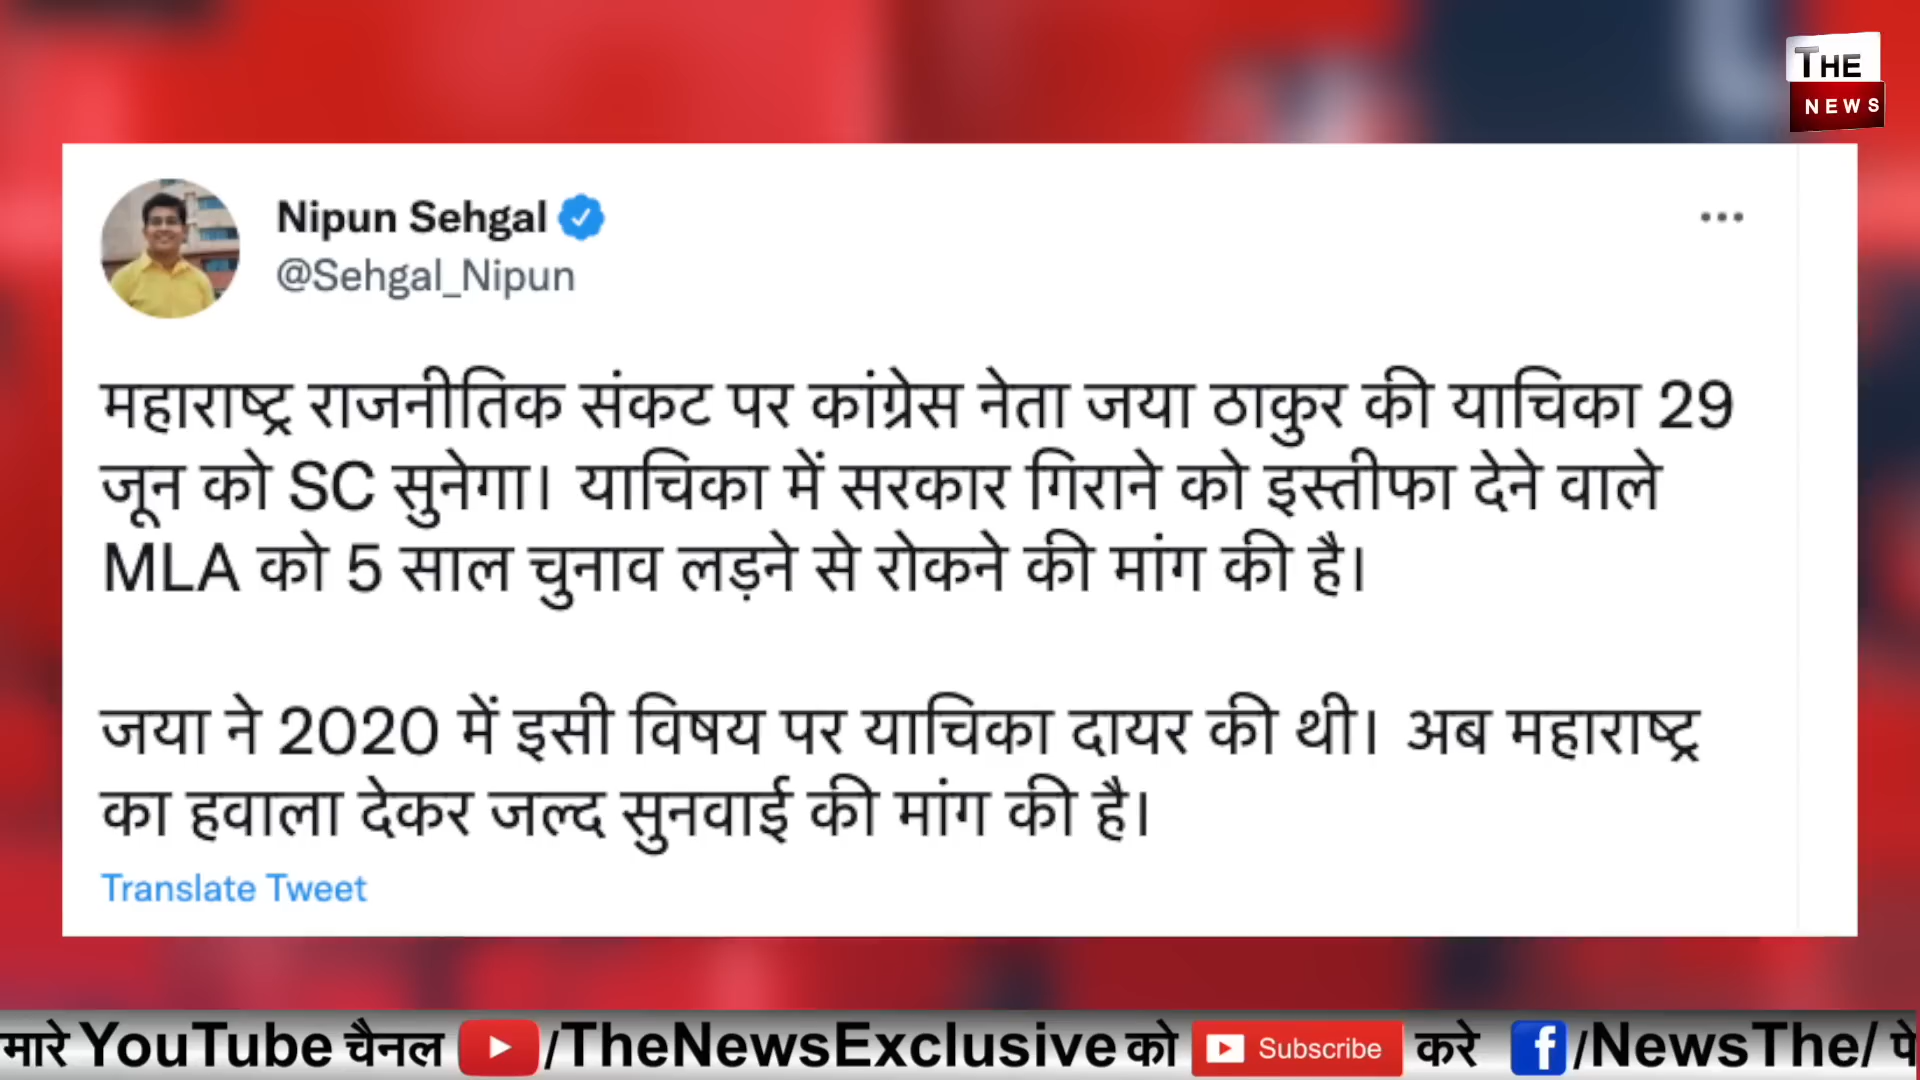 THE
NEWS
Nipun Sehgal
@Sehgal_Nipun
महाराष्ट्र राजनीतिक संकट पर कांग्रेस नेता जया ठाकुर की याचिका 29
जून को SC सुनेगा। याचिका में सरकार गिराने को इस्तीफा देने वाले
MLA को 5 साल चुनाव लड़ने से रोकने की मांग की है।
जया ने 2020 में इसी विषय पर याचिका दायर की थी। अब महाराष्ट्र
का हवाला देकर जल्द सुनवाई की मांग की है।
Translate Tweet
मारे YouTube चैनल /TheNewsExclusive को Subscribe करे f /NewsThe/ पे